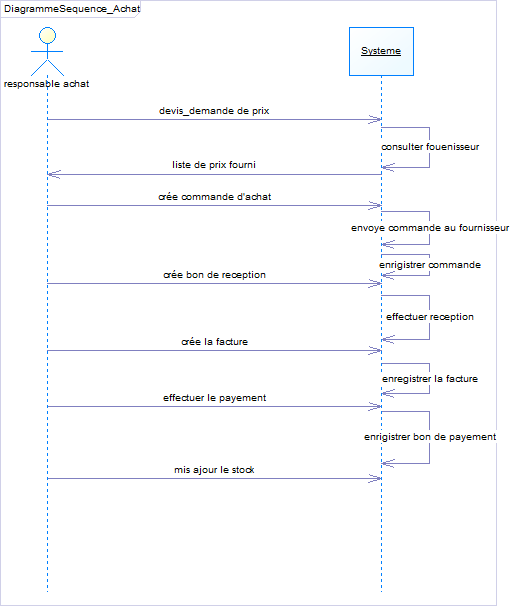 DiagrammeSequence_Achat
Systeme
responsable achat
devis_demande de prix
consulter fouenisseur
liste de prix fourni
crée commande d'achat
envoye commande au fournisseur
enrigistrer commande
crée bon de reception
effectuer reception
crée la facture
enregistrer la facture
effectuer le payement
enrigistrer bon de payement
mis ajour le stock